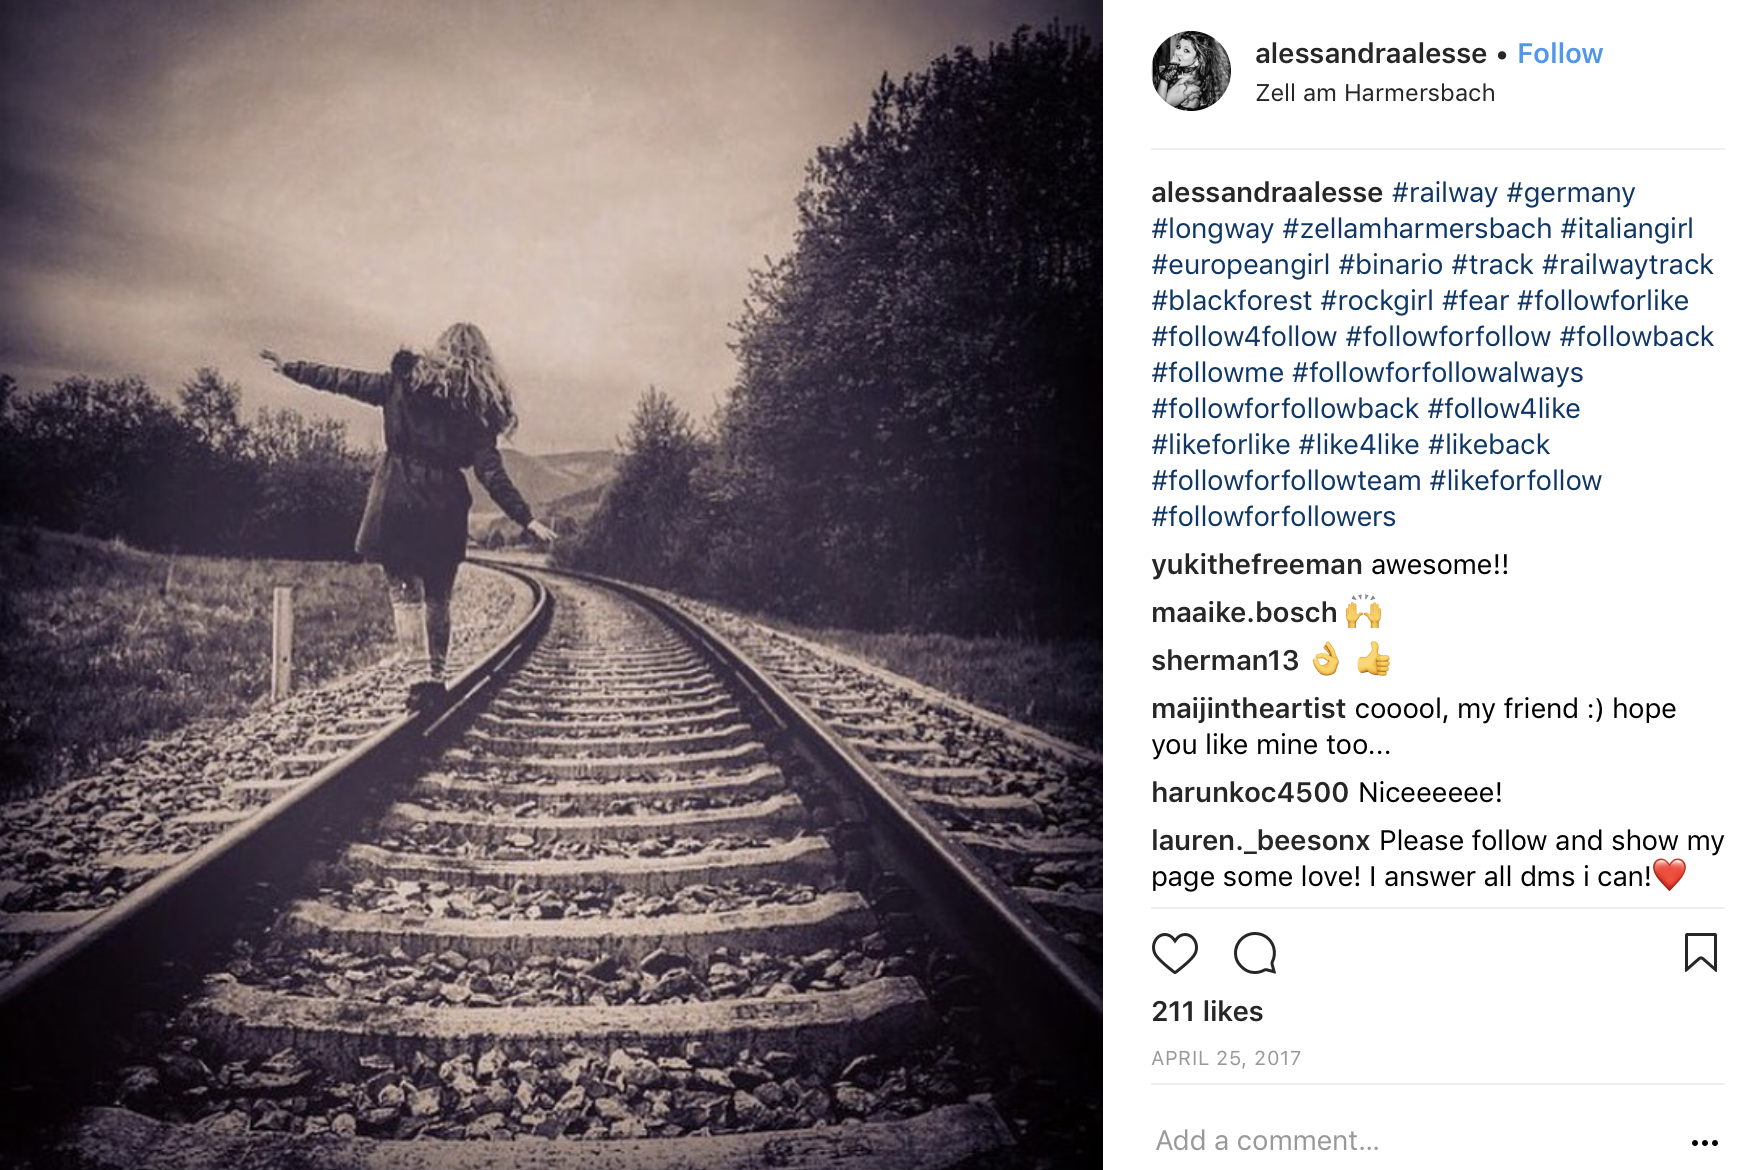 alessandraalesse • Follow
Zell am Harmersbach
alessandraalesse #railway #germany
#longway #zellamharmersbach #italiangirl
#europeangirl #binario #track #railwaytrack
#blackforest #rockgirl #fear #followforlike
#follow4follow #followforfollow #followback
#followme #followforfollowalways
#followforfollowback #follow4like
#likeforlike #like4like #likeback
#followforfollowteam #likeforfollow
#followforfollowers
yukithefreeman awesome!!
maaike.bosch 🙌
sherman13 👌 👍
maijintheartist cooool, my friend :) hope
you like mine too...
harunkoc4500 Niceeeeee!
lauren._beesonx Please follow and show my
page some love! I answer all dms i can!❤️
211 likes
APRIL 25, 2017
Add a comment...